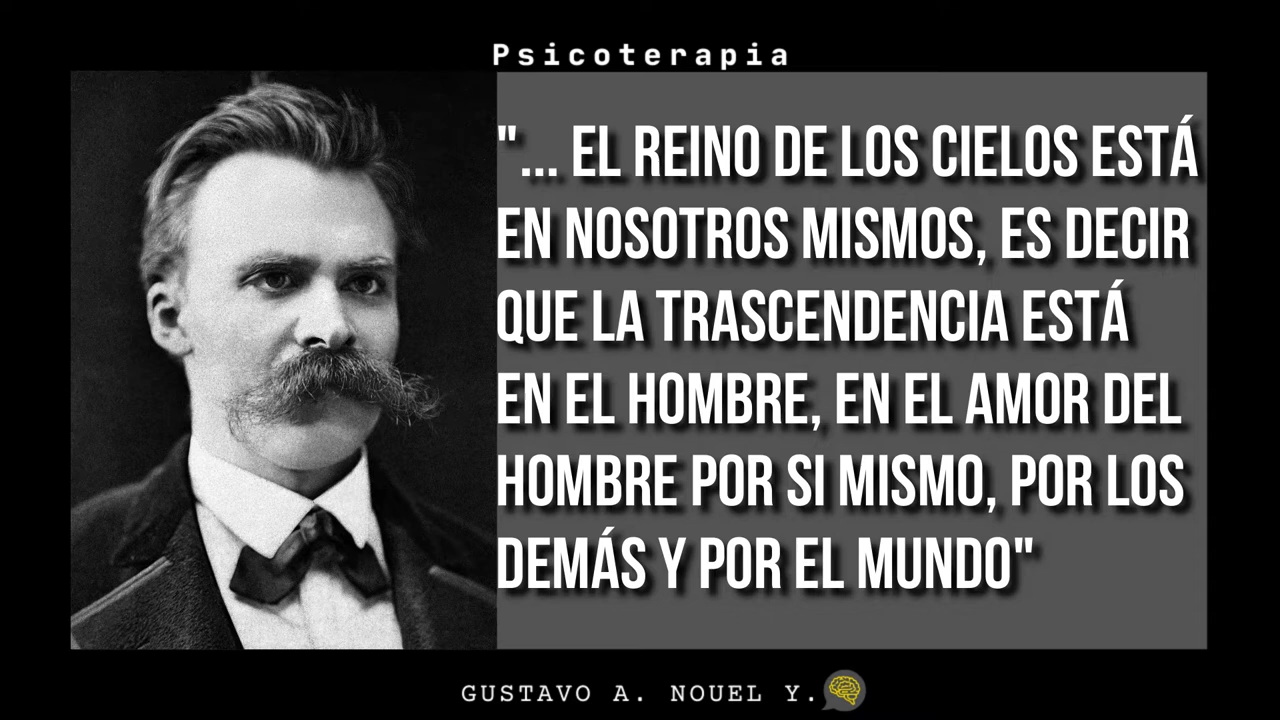 Psicoterapia
"... EL REINO DE LOS CIELOS ESTÁ
EN NOSOTROS MISMOS, ES DECIR
QUE LA TRASCENDENCIA ESTÁ
EN EL HOMBRE, EN EL AMOR DEL
HOMBRE POR SI MISMO, POR LOS
DEMÁS Y POR EL MUNDO"
GUSTAVO A. NOUEL Y.